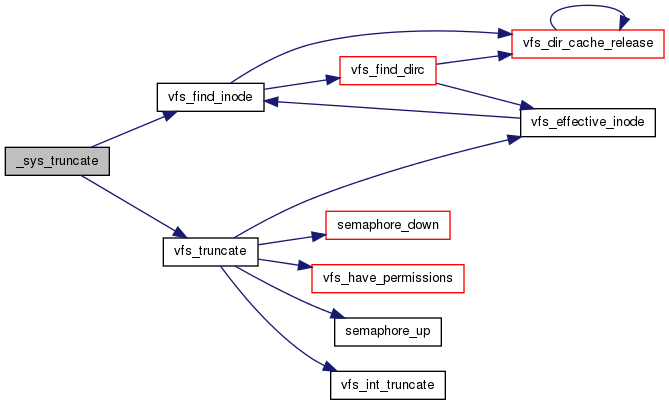 vfs_dir_cache_release
vfs_find_dirc
vfs_find_inode
vfs_effective_inode
_sys_truncate
semaphore_down
vfs_truncate
vfs_have_permissions
semaphore_up
vfs_int_truncate